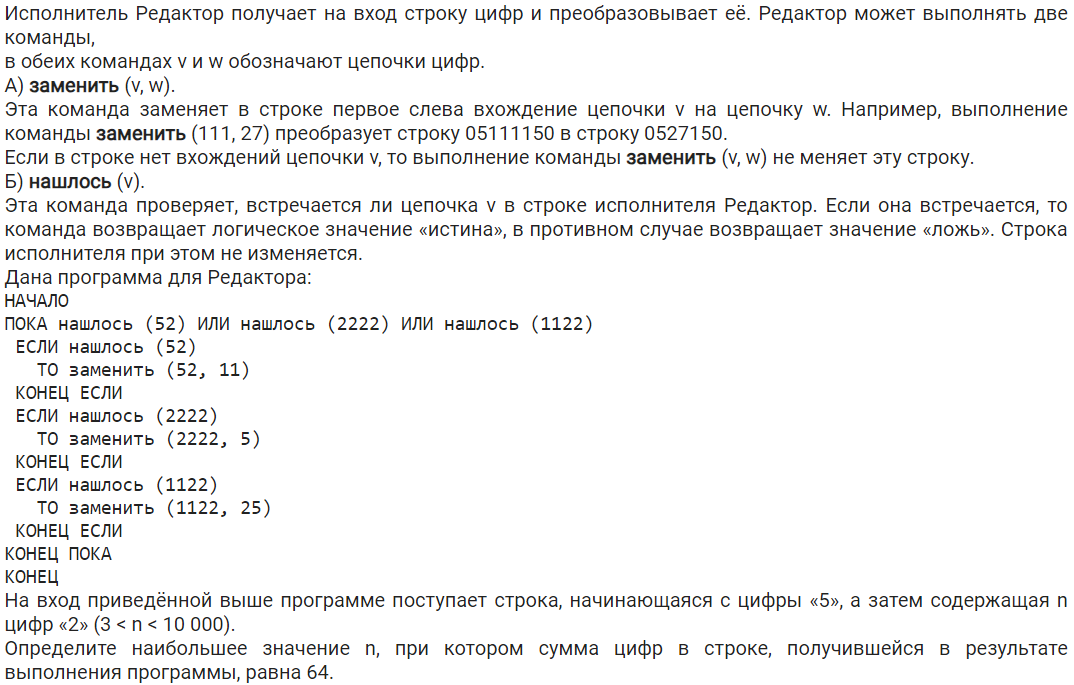 Исполнитель Редактор получает на вход строку цифр и преобразовывает её. Редактор может выполнять две
команды,
в обеих командах v и w обозначают цепочки цифр.
А) заменить (v, w).
Эта команда заменяет в строке первое слева вхождение цепочки v на цепочку w. Например, выполнение
команды заменить (111, 27) преобразует строку 05111150 в строку 0527150.
Если в строке нет вхождений цепочки v, то выполнение команды заменить (v, w) не меняет эту строку.
Б) нашлось (v).
Эта команда проверяет, встречается ли цепочка v в строке исполнителя Редактор. Если она встречается, то
команда возвращает логическое значение «истина», в противном случае возвращает значение «ложь». Строка
исполнителя при этом не изменяется.
Дана программа для Редактора:
НАЧАЛО
ПОКА нашлось (52) ИЛИ нашлось (2222) ИЛИ нашлось (1122)
ЕСЛИ нашлось (52)
ТО заменить (52, 11)
КОНЕЦ ЕСЛИ
ЕСЛИ нашлось (2222)
ТО заменить (2222, 5)
КОНЕЦ ЕСЛИ
ЕСЛИ нашлось (1122)
ТО заменить (1122, 25)
КОНЕЦ ЕСЛИ
КОНЕЦ ПОКА
КОНЕЦ
На вход приведённой выше программе поступает строка, начинающаяся с цифры «5», а затем содержащая n
цифр «2» (3 < n < 10 000).
Определите наибольшее значение n, при котором сумма цифр в строке, получившейся в результате
выполнения программы, равна 64.